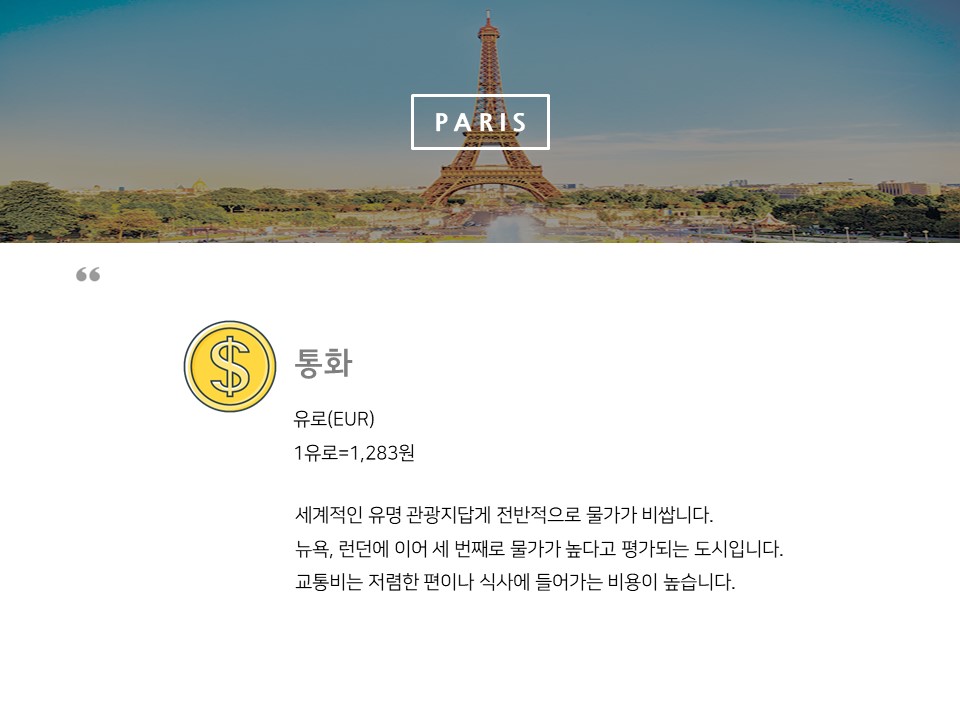 PARIS
“
통화
유로(EUR)
1유로=1,283원
세계적인 유명 관광지답게 전반적으로 물가가 비쌉니다.
뉴욕, 런던에 이어 세 번째로 물가가 높다고 평가되는 도시입니다.
교통비는 저렴한 편이나 식사에 들어가는 비용이 높습니다.